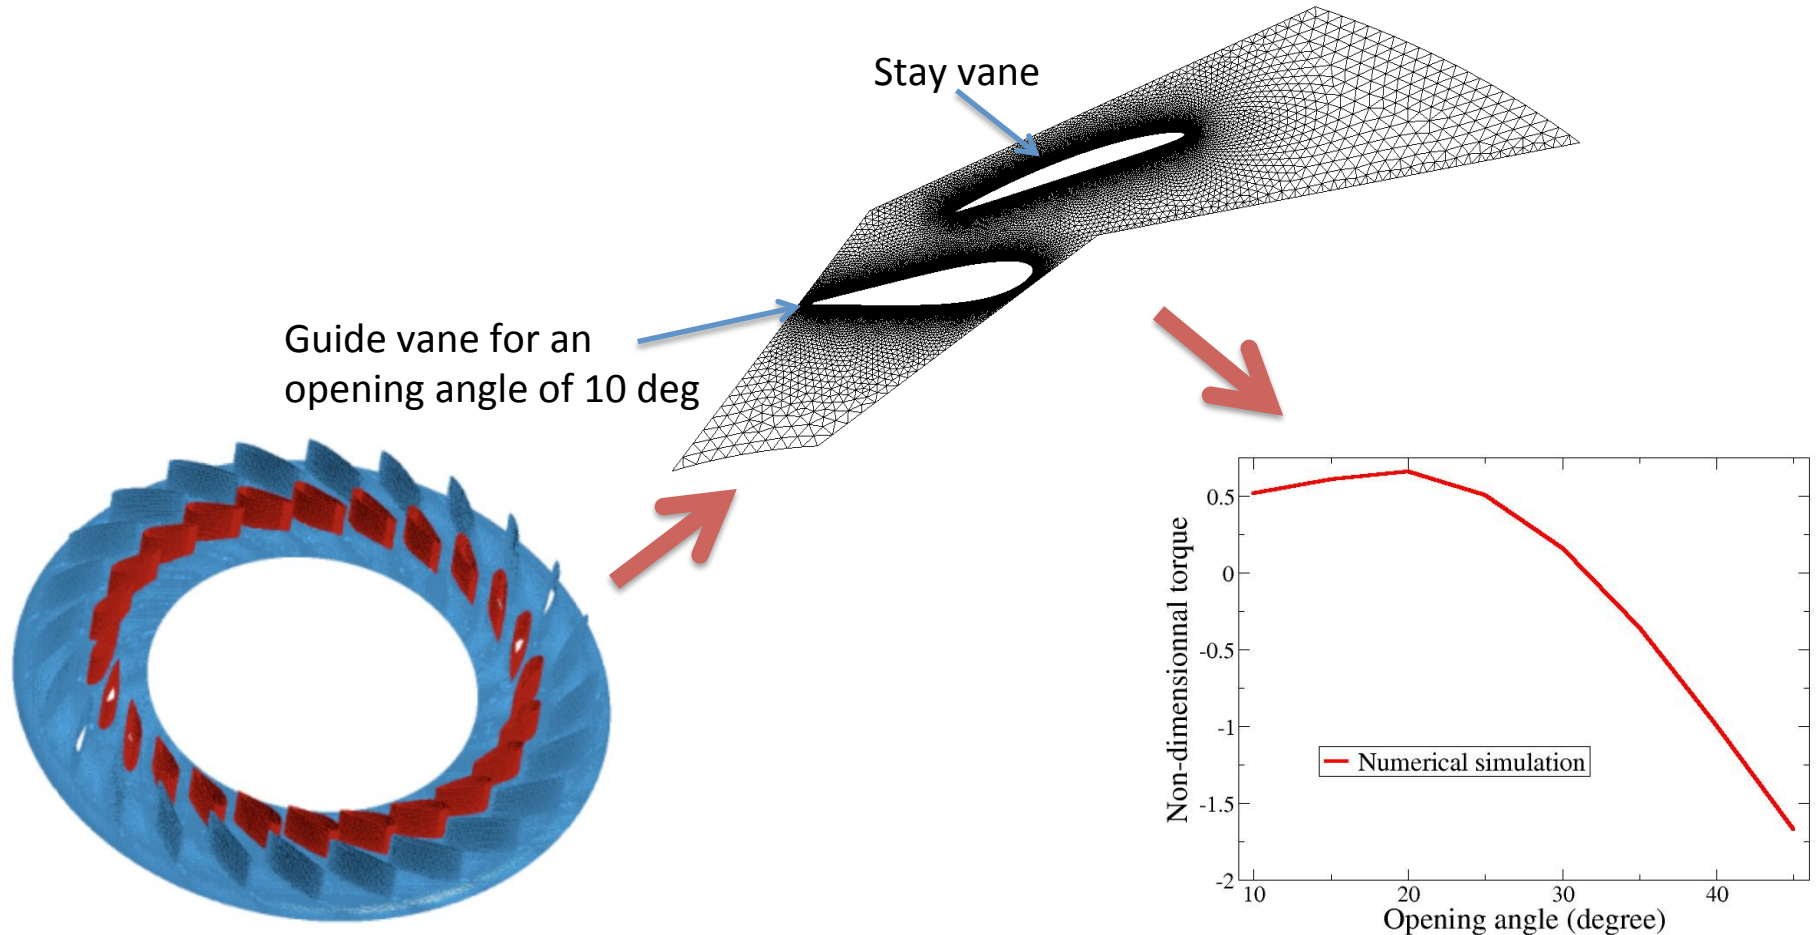 Stay vane
Guide vane for an
opening angle of 10 deg
Non-dimensionnal torque
0.5
0
-0.5
-1
-1.5
-2
Numerical simulation
10 20 30 40
Opening angle (degree)